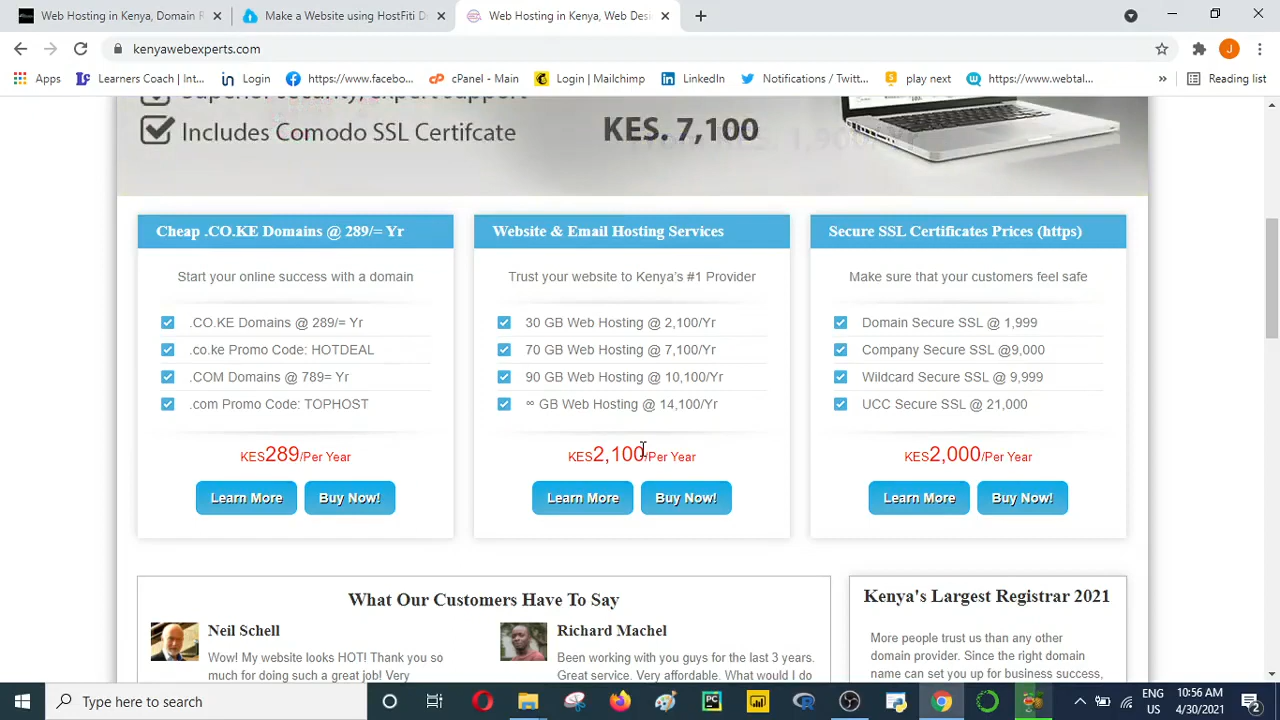 Web Hosting in Kenya, Domain R
Make a Website using HostFiti D
Web Hosting in Kenya, Web Desi
kenyawebexperts.com
J
Apps
Learners Coach | Int...
Login
https://www.facebo...
cPanel - Main
Login | Mailchimp
LinkedIn
Notifications / Twitt...
play next
https://www.webtal...
»
Reading list
Superior security, expert support
Includes Comodo SSL Certifcate
KES. 7,100
Cheap .CO.KE Domains @ 289/= Yr
Start your online success with a domain
.CO.KE Domains @ 289/= Yr
.co.ke Promo Code: HOTDEAL
.COM Domains @ 789= Yr
.com Promo Code: TOPHOST
KES289/Per Year
Learn More
Buy Now!
Website & Email Hosting Services
Trust your website to Kenya’s #1 Provider
30 GB Web Hosting @ 2,100/Yr
70 GB Web Hosting @ 7,100/Yr
90 GB Web Hosting @ 10,100/Yr
∞ GB Web Hosting @ 14,100/Yr
KES2,100/Per Year
Learn More
Buy Now!
Secure SSL Certificates Prices (https)
Make sure that your customers feel safe
Domain Secure SSL @ 1,999
Company Secure SSL @9,000
Wildcard Secure SSL @ 9,999
UCC Secure SSL @ 21,000
KES2,000/Per Year
Learn More
Buy Now!
What Our Customers Have To Say
Neil Schell
Wow! My website looks HOT! Thank you so
much for doing such a great job! Very
Richard Machel
Been working with you guys for the last 3 years.
Great service. Very affordable. What would I do
Kenya's Largest Registrar 2021
More people trust us than any other
domain provider. Since the right domain
name can set you up for business success,
Type here to search
ENG
US
10:56 AM
4/30/2021
2